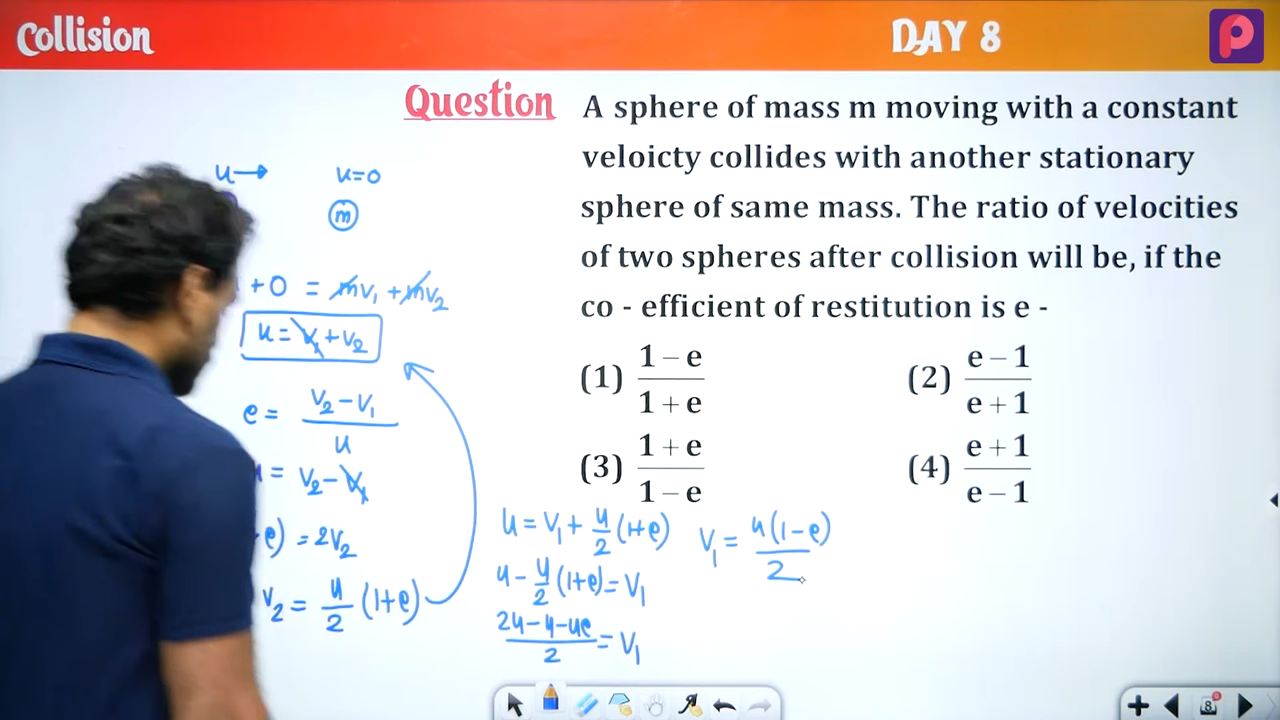 Collision
DAY 8
Question
A sphere of mass m moving with a constant
veloicty collides with another stationary
sphere of same mass. The ratio of velocities
of two spheres after collision will be, if the
co - efficient of restitution is e -
(1) 1 - e / 1 + e
(2) e - 1 / e + 1
(3) 1 + e / 1 - e
(4) e + 1 / e - 1
u → u=0
m
+ 0 = mv₁ + mv₂
u = v₁ + v₂
e = v₂ - v₁ / u
= v₂ - v₁
e) = 2v₂
v₂ = u/2 (1+e)
u = v₁ + u/2 (1+e)
u - u/2 (1+e) = v₁
2u - u - ue / 2 = v₁
v₁ = u(1-e) / 2
8